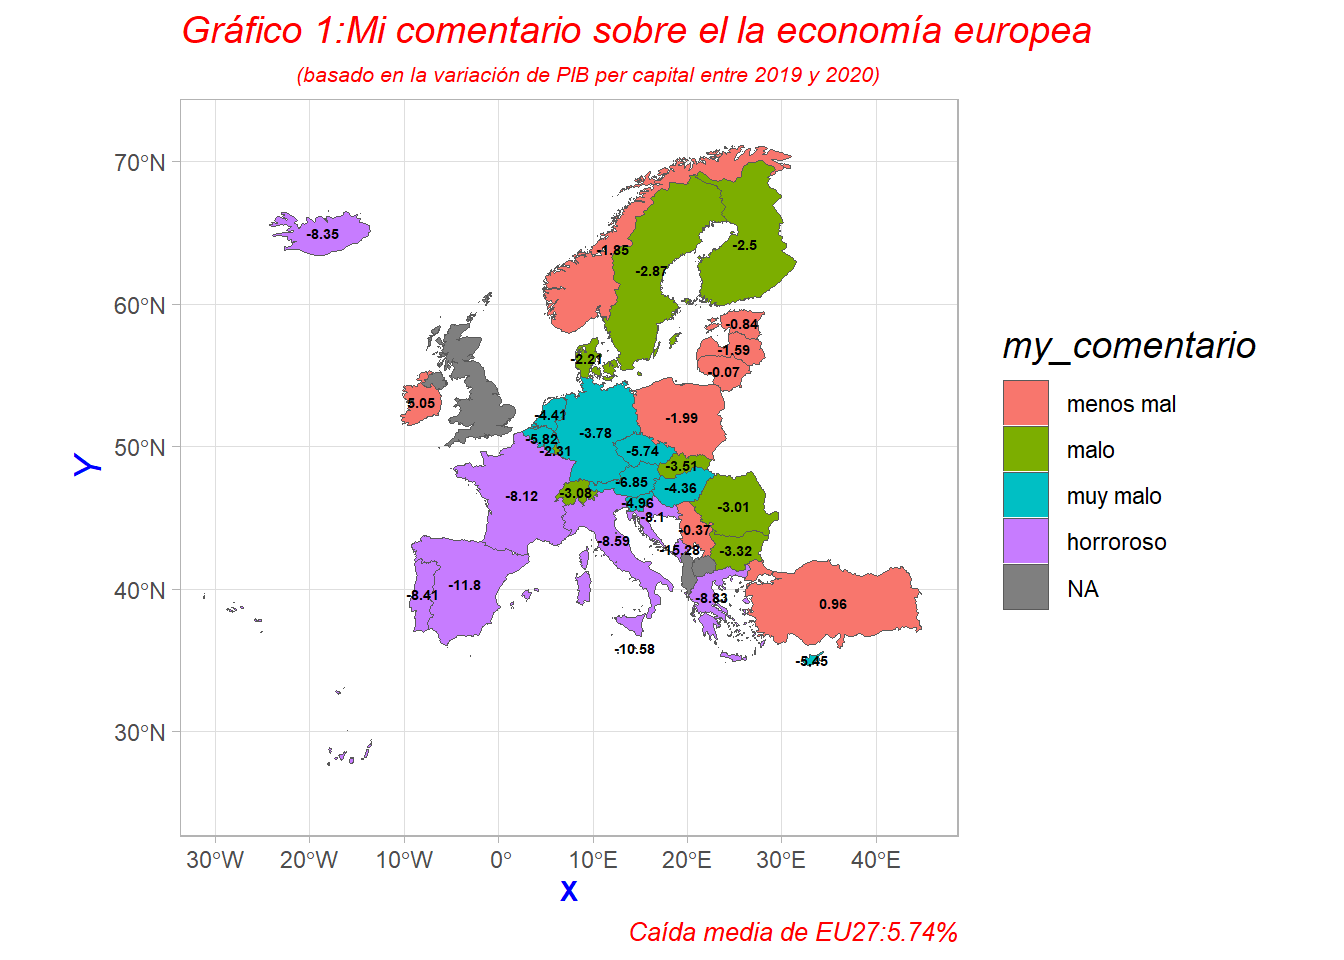 Gráfico 1:Mi comentario sobre el la economía europea
(basado en la variación de PIB per capital entre 2019 y 2020)
70°N
60°N
50°N
40°N
30°N
Y
-8.35
-1.85
-2.5
-2.87
-0.84
-1.59
-0.07
-2.21
5.05
-4.41
-3.78
-1.99
-5.82
-2.31
-5.74
-3.51
-6.85
-4.36
-3.08
-8.12
-4.96
-3.01
-8.1
-0.37
-8.59
-15.28
-3.32
-11.8
-8.41
-8.83
0.96
-10.58
-5.45
30°W
20°W
10°W
0°
10°E
20°E
30°E
40°E
X
my_comentario
menos mal
malo
muy malo
horroroso
NA
Caída media de EU27:5.74%